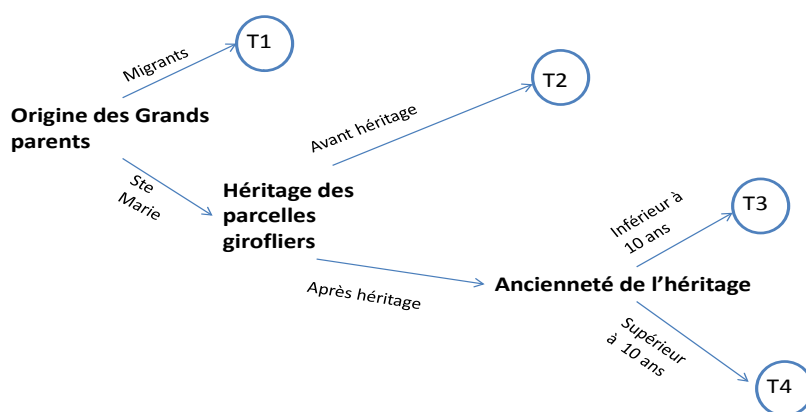 Migrants
T1
Origine des Grands
parents
Ste
Marie
Avant héritage
T2
Héritage des
parcelles
girofliers
Après héritage
Ancienneté de l'héritage
Inférieur à
10 ans
T3
Supérieur
à 10 ans
T4